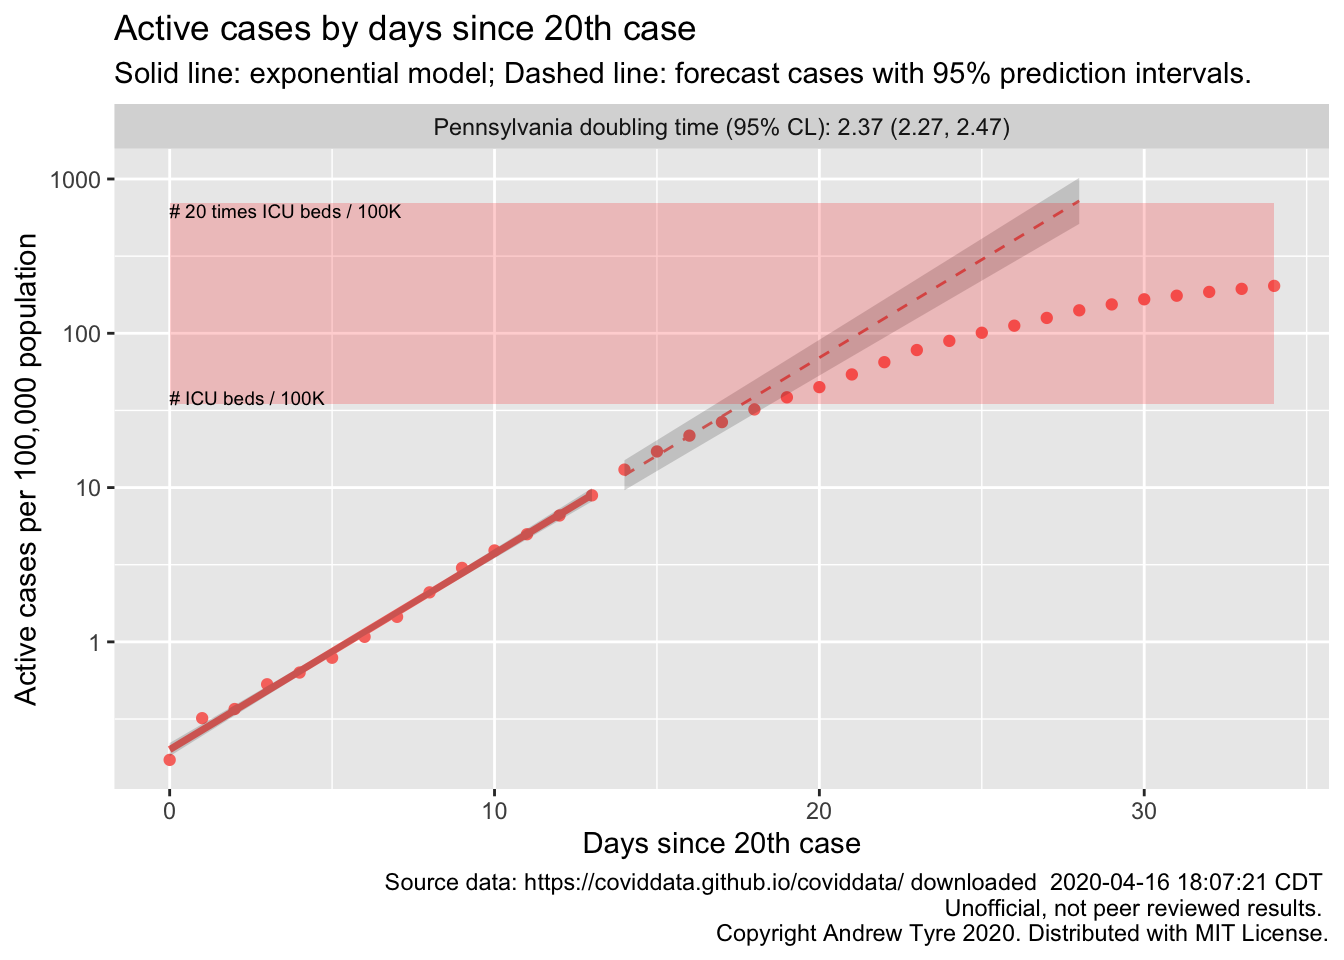 Active cases by days since 20th case
Solid line: exponential model; Dashed line: forecast cases with 95% prediction intervals.
Pennsylvania doubling time (95% CL): 2.37 (2.27, 2.47)
Active cases per 100,000 population
1000
100
10
1
# 20 times ICU beds / 100K
# ICU beds / 100K
0
10
20
30
Days since 20th case
Source data: https://coviddata.github.io/coviddata/ downloaded  2020-04-16 18:07:21 CDT
Unofficial, not peer reviewed results.
Copyright Andrew Tyre 2020. Distributed with MIT License.